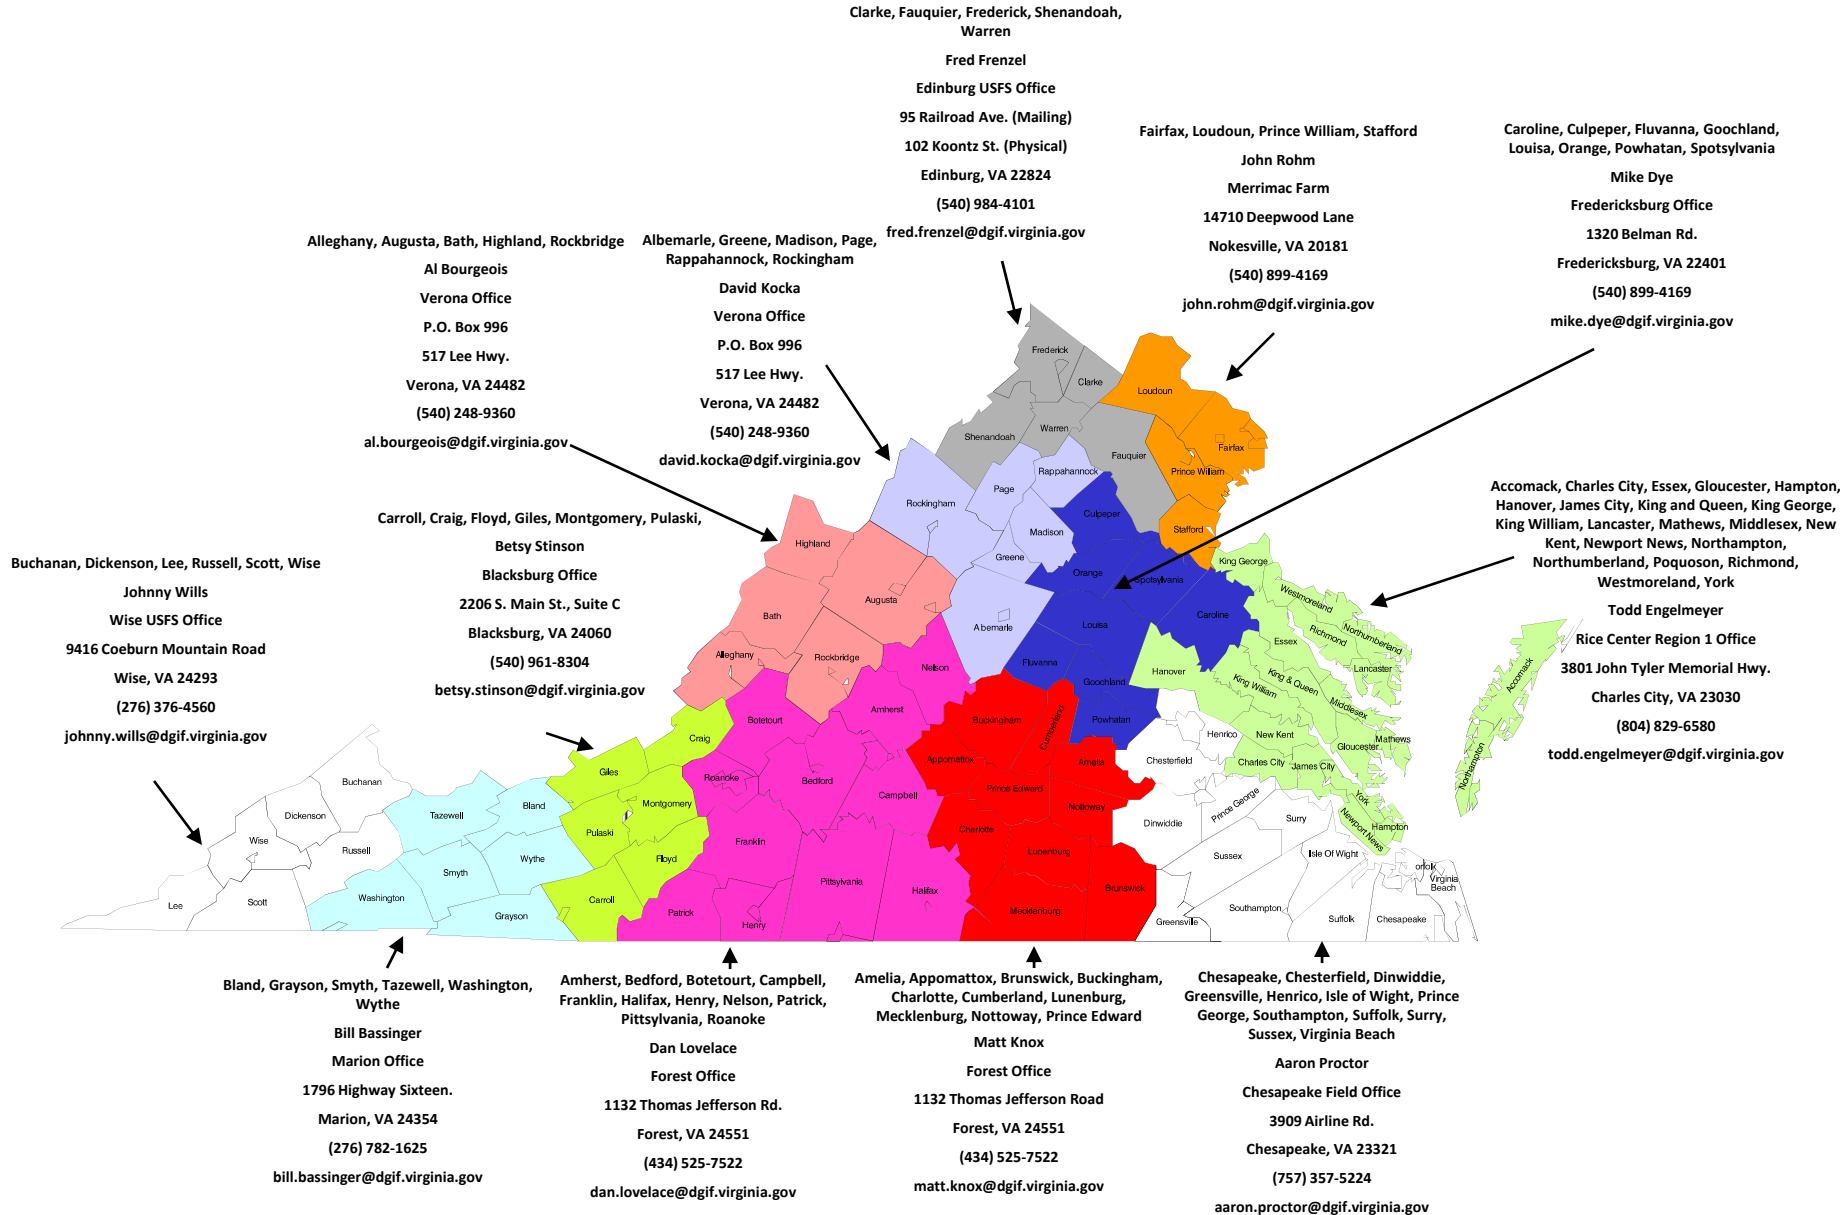 Clarke, Fauquier, Frederick, Shenandoah,
Warren
Fred Frenzel
Edinburg USFS Office
95 Railroad Ave. (Mailing)
102 Koontz St. (Physical)
Edinburg, VA 22824
(540) 984-4101
fred.frenzel@dgif.virginia.gov
Fairfax, Loudoun, Prince William, Stafford
John Rohm
Merrimac Farm
14710 Deepwood Lane
Nokesville, VA 20181
(540) 899-4169
john.rohm@dgif.virginia.gov
Caroline, Culpeper, Fluvanna, Goochland,
Louisa, Orange, Powhatan, Spotsylvania
Mike Dye
Fredericksburg Office
1320 Belman Rd.
Fredericksburg, VA 22401
(540) 899-4169
mike.dye@dgif.virginia.gov
Alleghany, Augusta, Bath, Highland, Rockbridge
Al Bourgeois
Verona Office
P.O. Box 996
517 Lee Hwy.
Verona, VA 24482
(540) 248-9360
al.bourgeois@dgif.virginia.gov
Albemarle, Greene, Madison, Page,
Rappahannock, Rockingham
David Kocka
Verona Office
P.O. Box 996
517 Lee Hwy.
Verona, VA 24482
(540) 248-9360
david.kocka@dgif.virginia.gov
Accomack, Charles City, Essex, Gloucester, Hampton,
Hanover, James City, King and Queen, King George,
King William, Lancaster, Mathews, Middlesex, New
Kent, Newport News, Northampton,
Northumberland, Poquoson, Richmond,
Westmoreland, York
Todd Engelmeyer
Rice Center Region 1 Office
3801 John Tyler Memorial Hwy.
Charles City, VA 23030
(804) 829-6580
todd.engelmeyer@dgif.virginia.gov
Carroll, Craig, Floyd, Giles, Montgomery, Pulaski,
Betsy Stinson
Blacksburg Office
2206 S. Main St., Suite C
Blacksburg, VA 24060
(540) 961-8304
betsy.stinson@dgif.virginia.gov
Buchanan, Dickenson, Lee, Russell, Scott, Wise
Johnny Wills
Wise USFS Office
9416 Coeburn Mountain Road
Wise, VA 24293
(276) 376-4560
johnny.wills@dgif.virginia.gov
Frederick
Clarke
Loudoun
Shenandoah
Warren
Fauquier
Fairfax
Prince William
Rappahannock
Page
Rockingham
Culpeper
Madison
Stafford
Highland
Greene
Orange
Spotsylvania
King George
Augusta
Westmoreland
Bath
Albemarle
Louisa
Caroline
Richmond
Northumberland
Essex
Alleghany
Rockbridge
Nelson
Fluvanna
Hanover
Lancaster
Accomack
Goochland
King & Queen
King William
Middlesex
Botetourt
Amherst
Buckingham
Cumberland
Powhatan
Henrico
New Kent
Gloucester
Mathews
Craig
Appomattox
Amelia
Chesterfield
Charles City
James City
Northampton
Giles
Roanoke
Bedford
Buchanan
Prince Edward
Campbell
Montgomery
Nottoway
Prince George
York
Bland
Dickenson
Tazewell
Surry
Dinwiddie
Newport News
Hampton
Pulaski
Charlotte
Wise
Franklin
Russell
Wythe
Floyd
Lunenburg
Sussex
Isle Of Wight
orfolk
Smyth
Virginia
Beach
Pittsylvania
Halifax
Brunswick
Lee
Scott
Washington
Carroll
Grayson
Patrick
Henry
Mecklenburg
Greensville
Southampton
Suffolk
Chesapeake
Bland, Grayson, Smyth, Tazewell, Washington,
Wythe
Bill Bassinger
Marion Office
1796 Highway Sixteen.
Marion, VA 24354
(276) 782-1625
bill.bassinger@dgif.virginia.gov
Amherst, Bedford, Botetourt, Campbell,
Franklin, Halifax, Henry, Nelson, Patrick,
Pittsylvania, Roanoke
Dan Lovelace
Forest Office
1132 Thomas Jefferson Rd.
Forest, VA 24551
(434) 525-7522
dan.lovelace@dgif.virginia.gov
Amelia, Appomattox, Brunswick, Buckingham,
Charlotte, Cumberland, Lunenburg,
Mecklenburg, Nottoway, Prince Edward
Matt Knox
Forest Office
1132 Thomas Jefferson Road
Forest, VA 24551
(434) 525-7522
matt.knox@dgif.virginia.gov
Chesapeake, Chesterfield, Dinwiddie,
Greensville, Henrico, Isle of Wight, Prince
George, Southampton, Suffolk, Surry,
Sussex, Virginia Beach
Aaron Proctor
Chesapeake Field Office
3909 Airline Rd.
Chesapeake, VA 23321
(757) 357-5224
aaron.proctor@dgif.virginia.gov